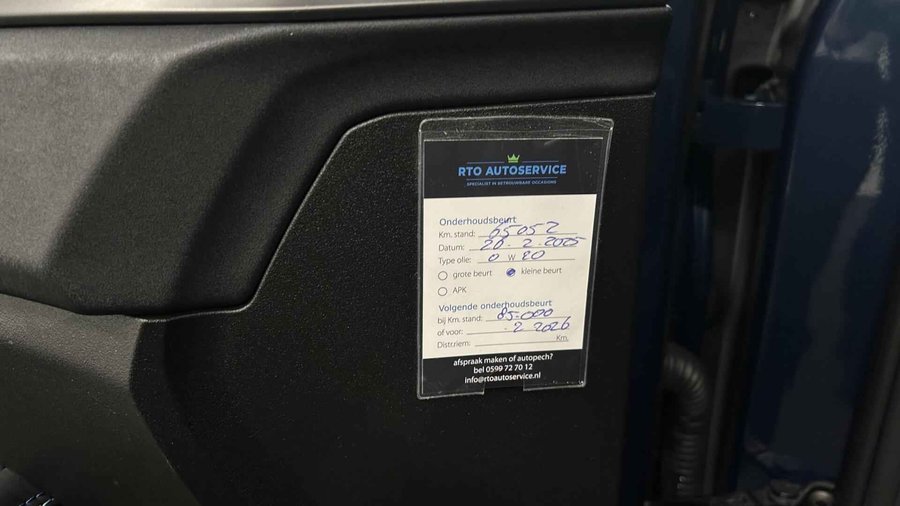 RTO AUTOSERVICE
SPECIALIST IN BETROUWBARE OCCASIONS
Onderhoudsbeurt
Km. stand: 65052
Datum: 20 - 2 - 2025
Type olie: 0 W 20
grote beurt kleine beurt
APK
Volgende onderhoudsbeurt
bij Km. stand: 85.000
of voor: - 2 2026
Distr.riem: Km.
afspraak maken of autopech?
bel 0599 72 70 12
info@rtoautoservice.nl